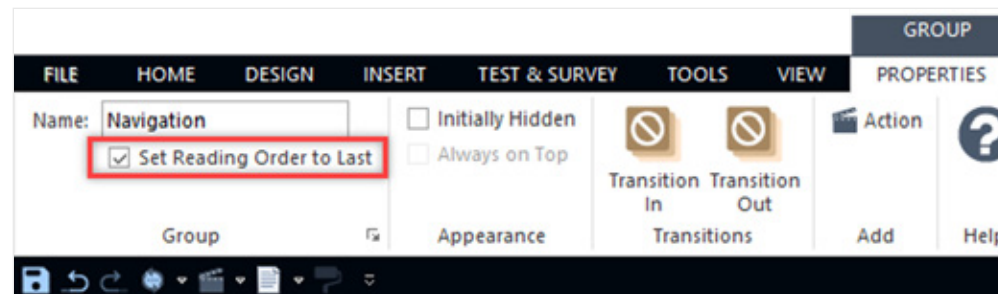 GROUP
FILE HOME DESIGN INSERT TEST & SURVEY TOOLS VIEW PROPERTIES
Name: Navigation
Set Reading Order to Last
Group
Initially Hidden
Always on Top
Appearance
Transition In
Transition Out
Transitions
Action
Add
Help